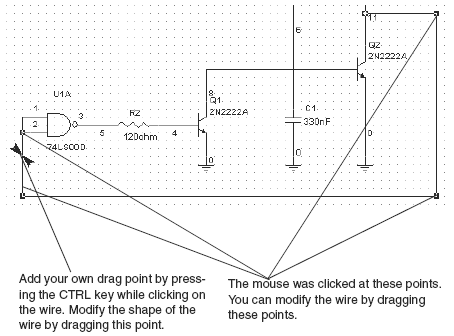 11
6
Q2
2N2222A
U1A
8
Q1
2N2222A
1
2
3
R2
C1
330nF
74LS00D
5
120ohm
4
0
0
0
Add your own drag point by press-
ing the CTRL key while clicking on
the wire. Modify the shape of the
wire by dragging this point.
The mouse was clicked at these points.
You can modify the wire by dragging
these points.